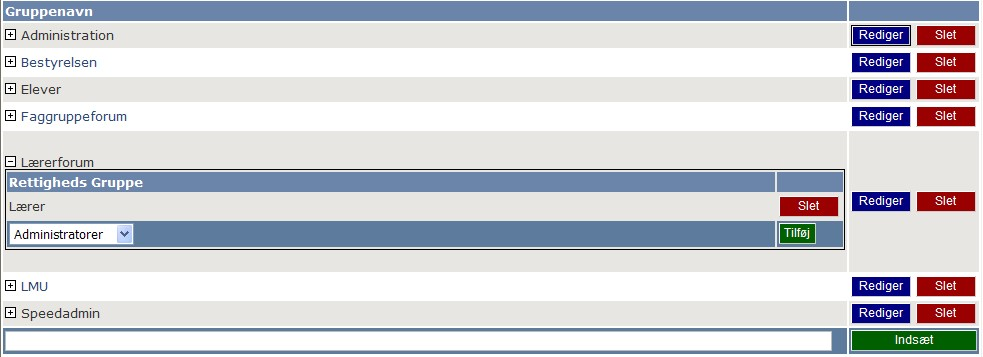 Gruppenavn
Administration Rediger Slet
Bestyrelsen Rediger Slet
Elever Rediger Slet
Faggruppeforum Rediger Slet
Lærerforum
Rettigheds Gruppe
Lærer Slet
Rediger Slet
Administratorer Tilføj
LMU Rediger Slet
Speedadmin Rediger Slet
Indsæt